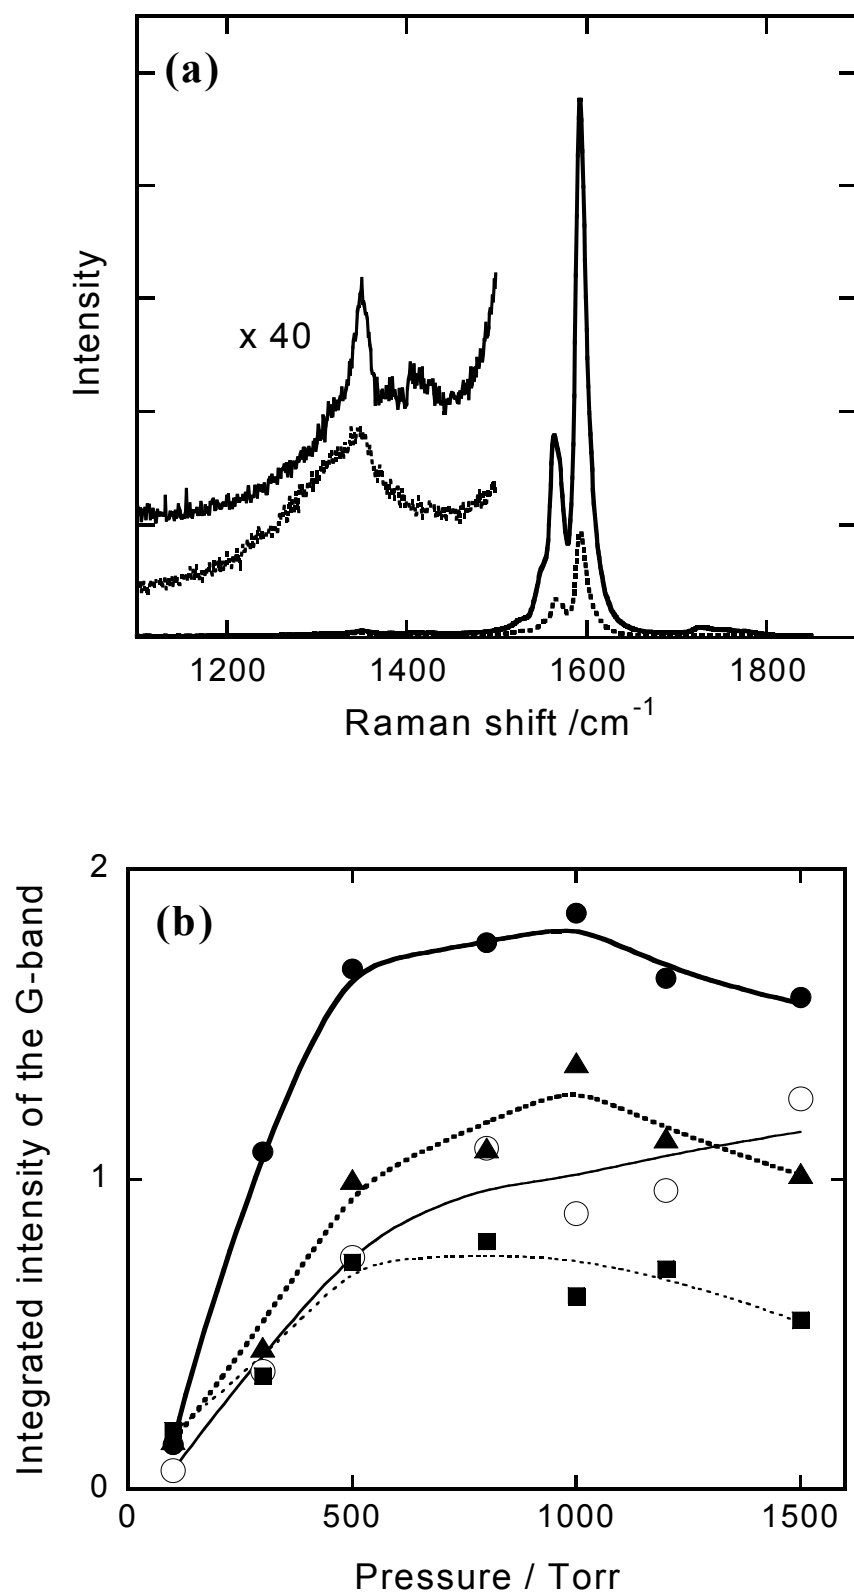 (a)
Intensity
x 40
1200 1400 1600 1800
Raman shift /cm⁻¹
(b)
Integrated intensity of the G-band
2
1
0
0 500 1000 1500
Pressure / Torr